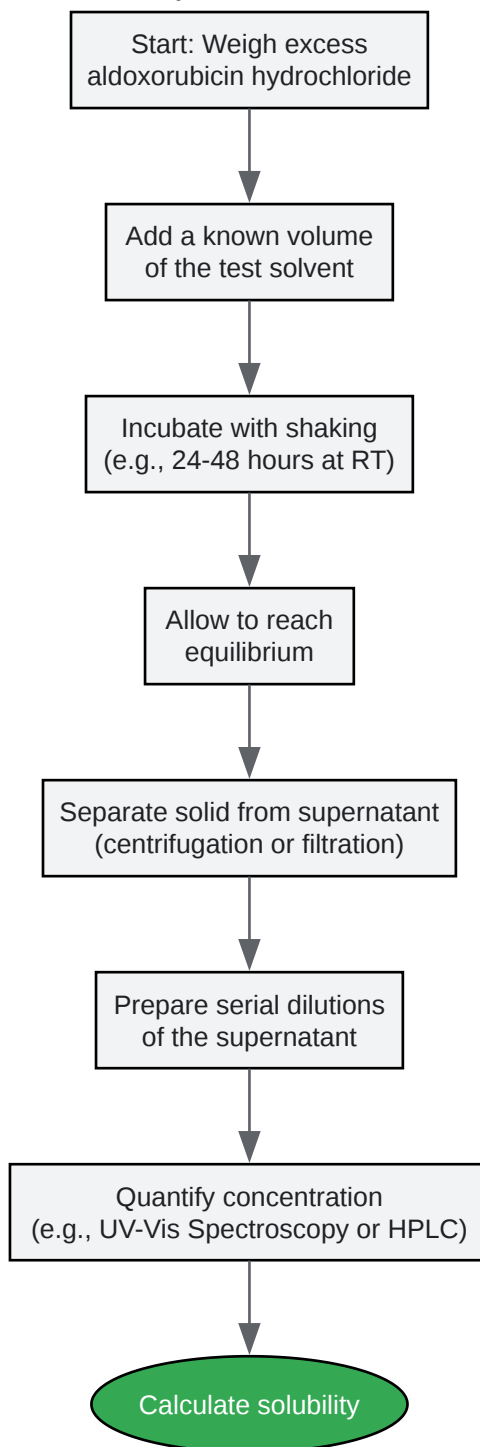 Start: Weigh excess
aldoxorubicin hydrochloride
Add a known volume
of the test solvent
Incubate with shaking
(e.g., 24-48 hours at RT)
Allow to reach
equilibrium
Separate solid from supernatant
(centrifugation or filtration)
Prepare serial dilutions
of the supernatant
Quantify concentration
(e.g., UV-Vis Spectroscopy or HPLC)
Calculate solubility